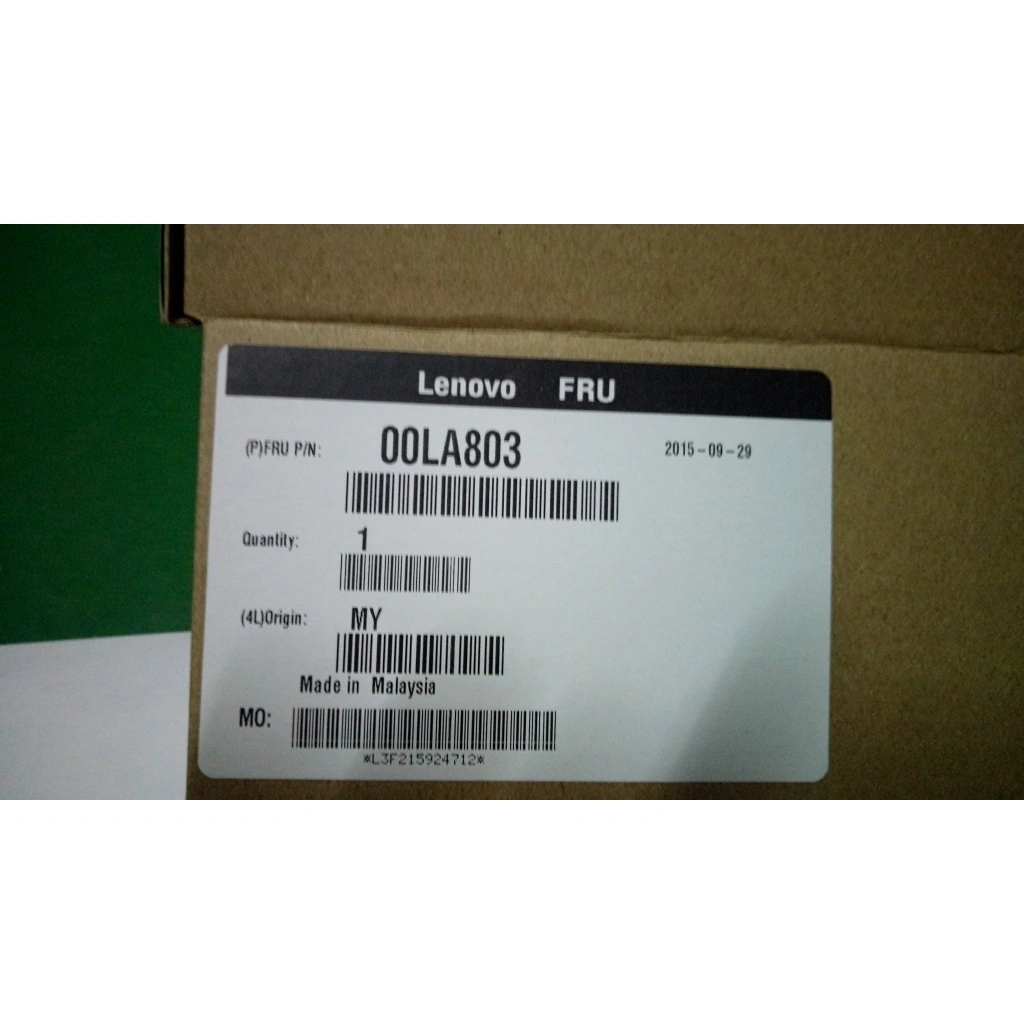 Lenovo FRU
(P)FRU P/N: 00LA803 2015-09-29
Quantity: 1
(4L)Origin: MY
Made in Malaysia
MO:
*L3F215924712*